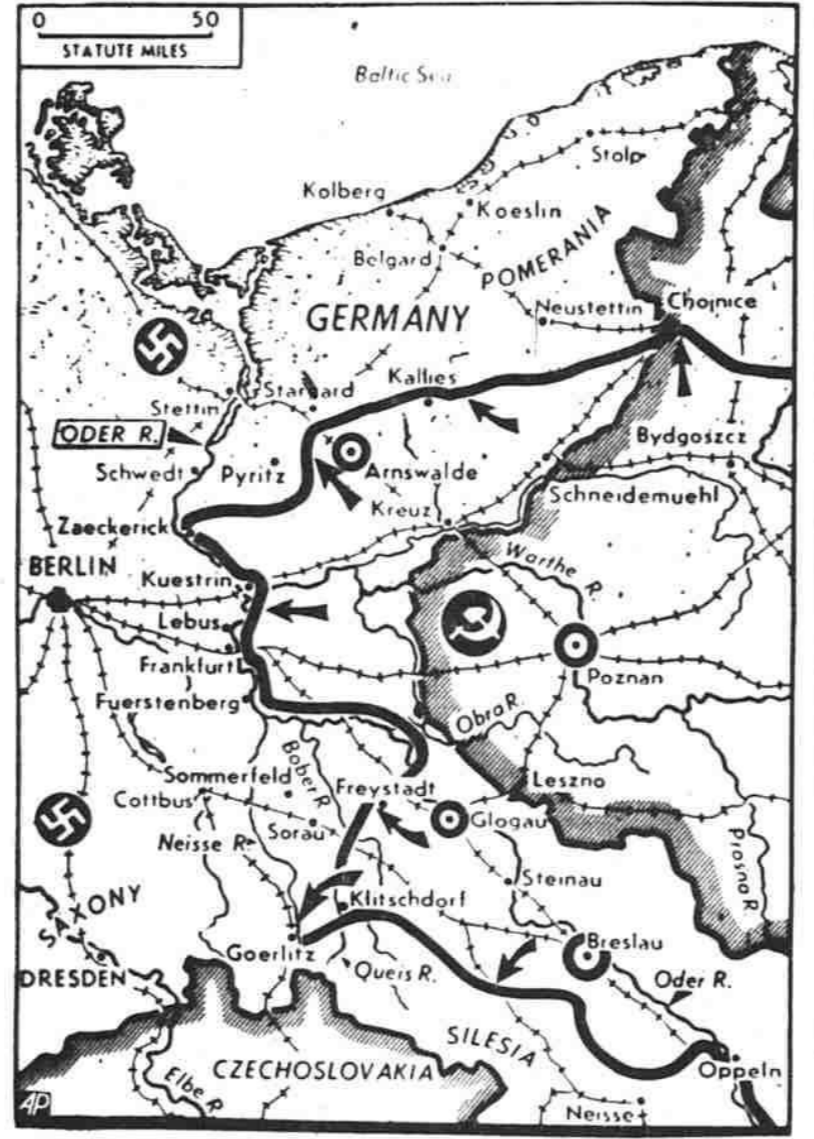 0 50
STATUTE MILES
Baltic Sea
Stolp
Kolberg
Koeslin
Belgard
POMERANIA
Neustettin
Chojnice
GERMANY
Kallies
Stettin
Stargard
ODER R.
Bydgoszcz
Schwedt
Pyritz
Arnswalde
Schneidemuehl
Kreuz
Zaeckerick
Warthe R.
BERLIN
Kuestrin
Lebus
Frankfurt
Poznan
Fuerstenberg
Obra R.
Bober R.
Sommerfeld
Freystadt
Leszno
Cottbus
Glogau
Sorau
Neisse R.
Prosna R.
Steinau
SAXONY
Klitschdorf
Goerlitz
Breslau
DRESDEN
Queis R.
Oder R.
SILESIA
CZECHOSLOVAKIA
Oppeln
Elbe R.
Neisse
AP